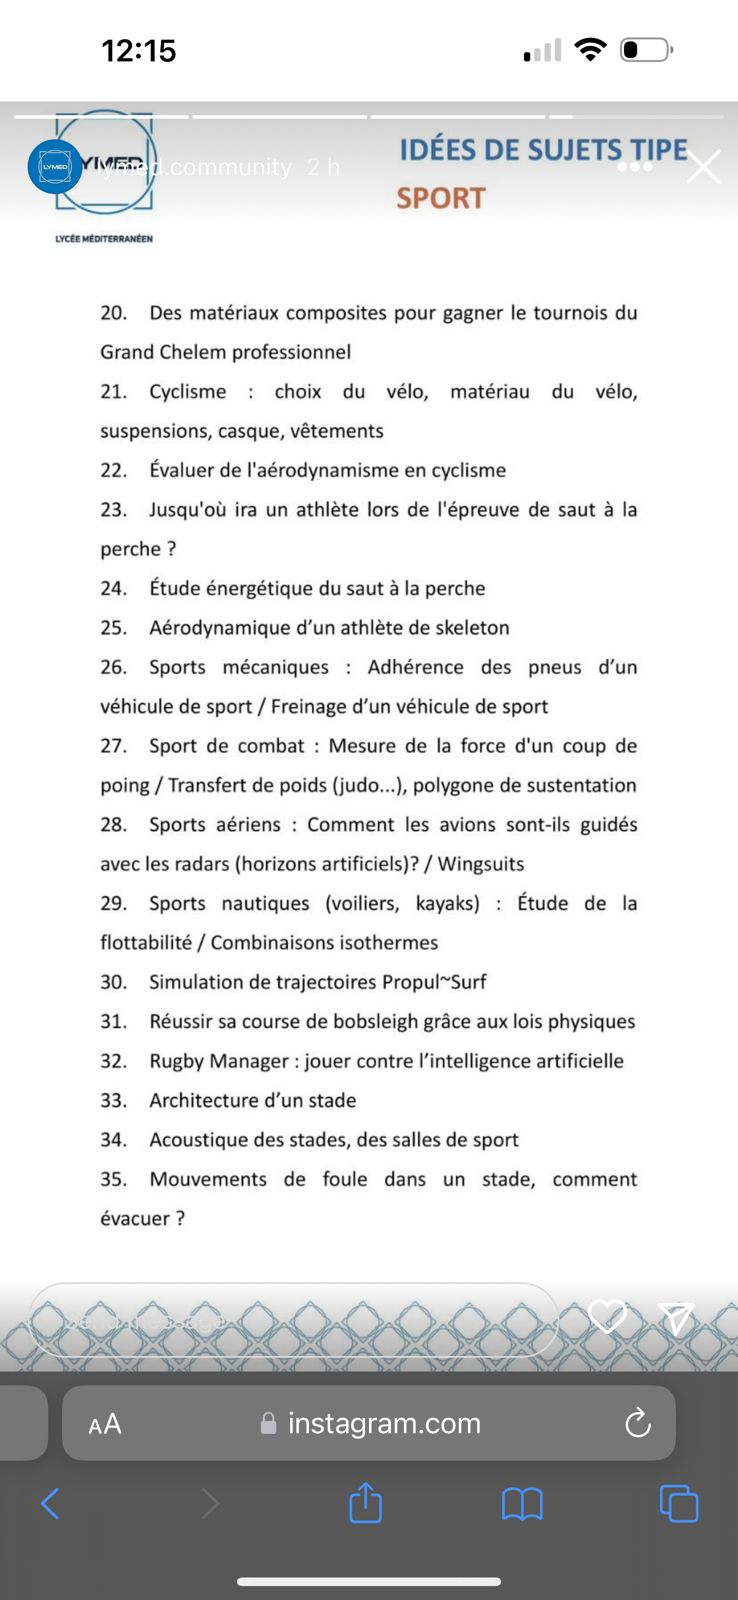 12:15
LYMED
lymed.community 2 h
LYCÉE MÉDITERRANÉEN
IDÉES DE SUJETS TIPE
SPORT
20. Des matériaux composites pour gagner le tournois du
Grand Chelem professionnel
21. Cyclisme : choix du vélo, matériau du vélo,
suspensions, casque, vêtements
22. Évaluer de l'aérodynamisme en cyclisme
23. Jusqu'où ira un athlète lors de l'épreuve de saut à la
perche ?
24. Étude énergétique du saut à la perche
25. Aérodynamique d’un athlète de skeleton
26. Sports mécaniques : Adhérence des pneus d’un
véhicule de sport / Freinage d’un véhicule de sport
27. Sport de combat : Mesure de la force d'un coup de
poing / Transfert de poids (judo...), polygone de sustentation
28. Sports aériens : Comment les avions sont-ils guidés
avec les radars (horizons artificiels)? / Wingsuits
29. Sports nautiques (voiliers, kayaks) : Étude de la
flottabilité / Combinaisons isothermes
30. Simulation de trajectoires Propul~Surf
31. Réussir sa course de bobsleigh grâce aux lois physiques
32. Rugby Manager : jouer contre l’intelligence artificielle
33. Architecture d’un stade
34. Acoustique des stades, des salles de sport
35. Mouvements de foule dans un stade, comment
évacuer ?
Send message
AA instagram.com